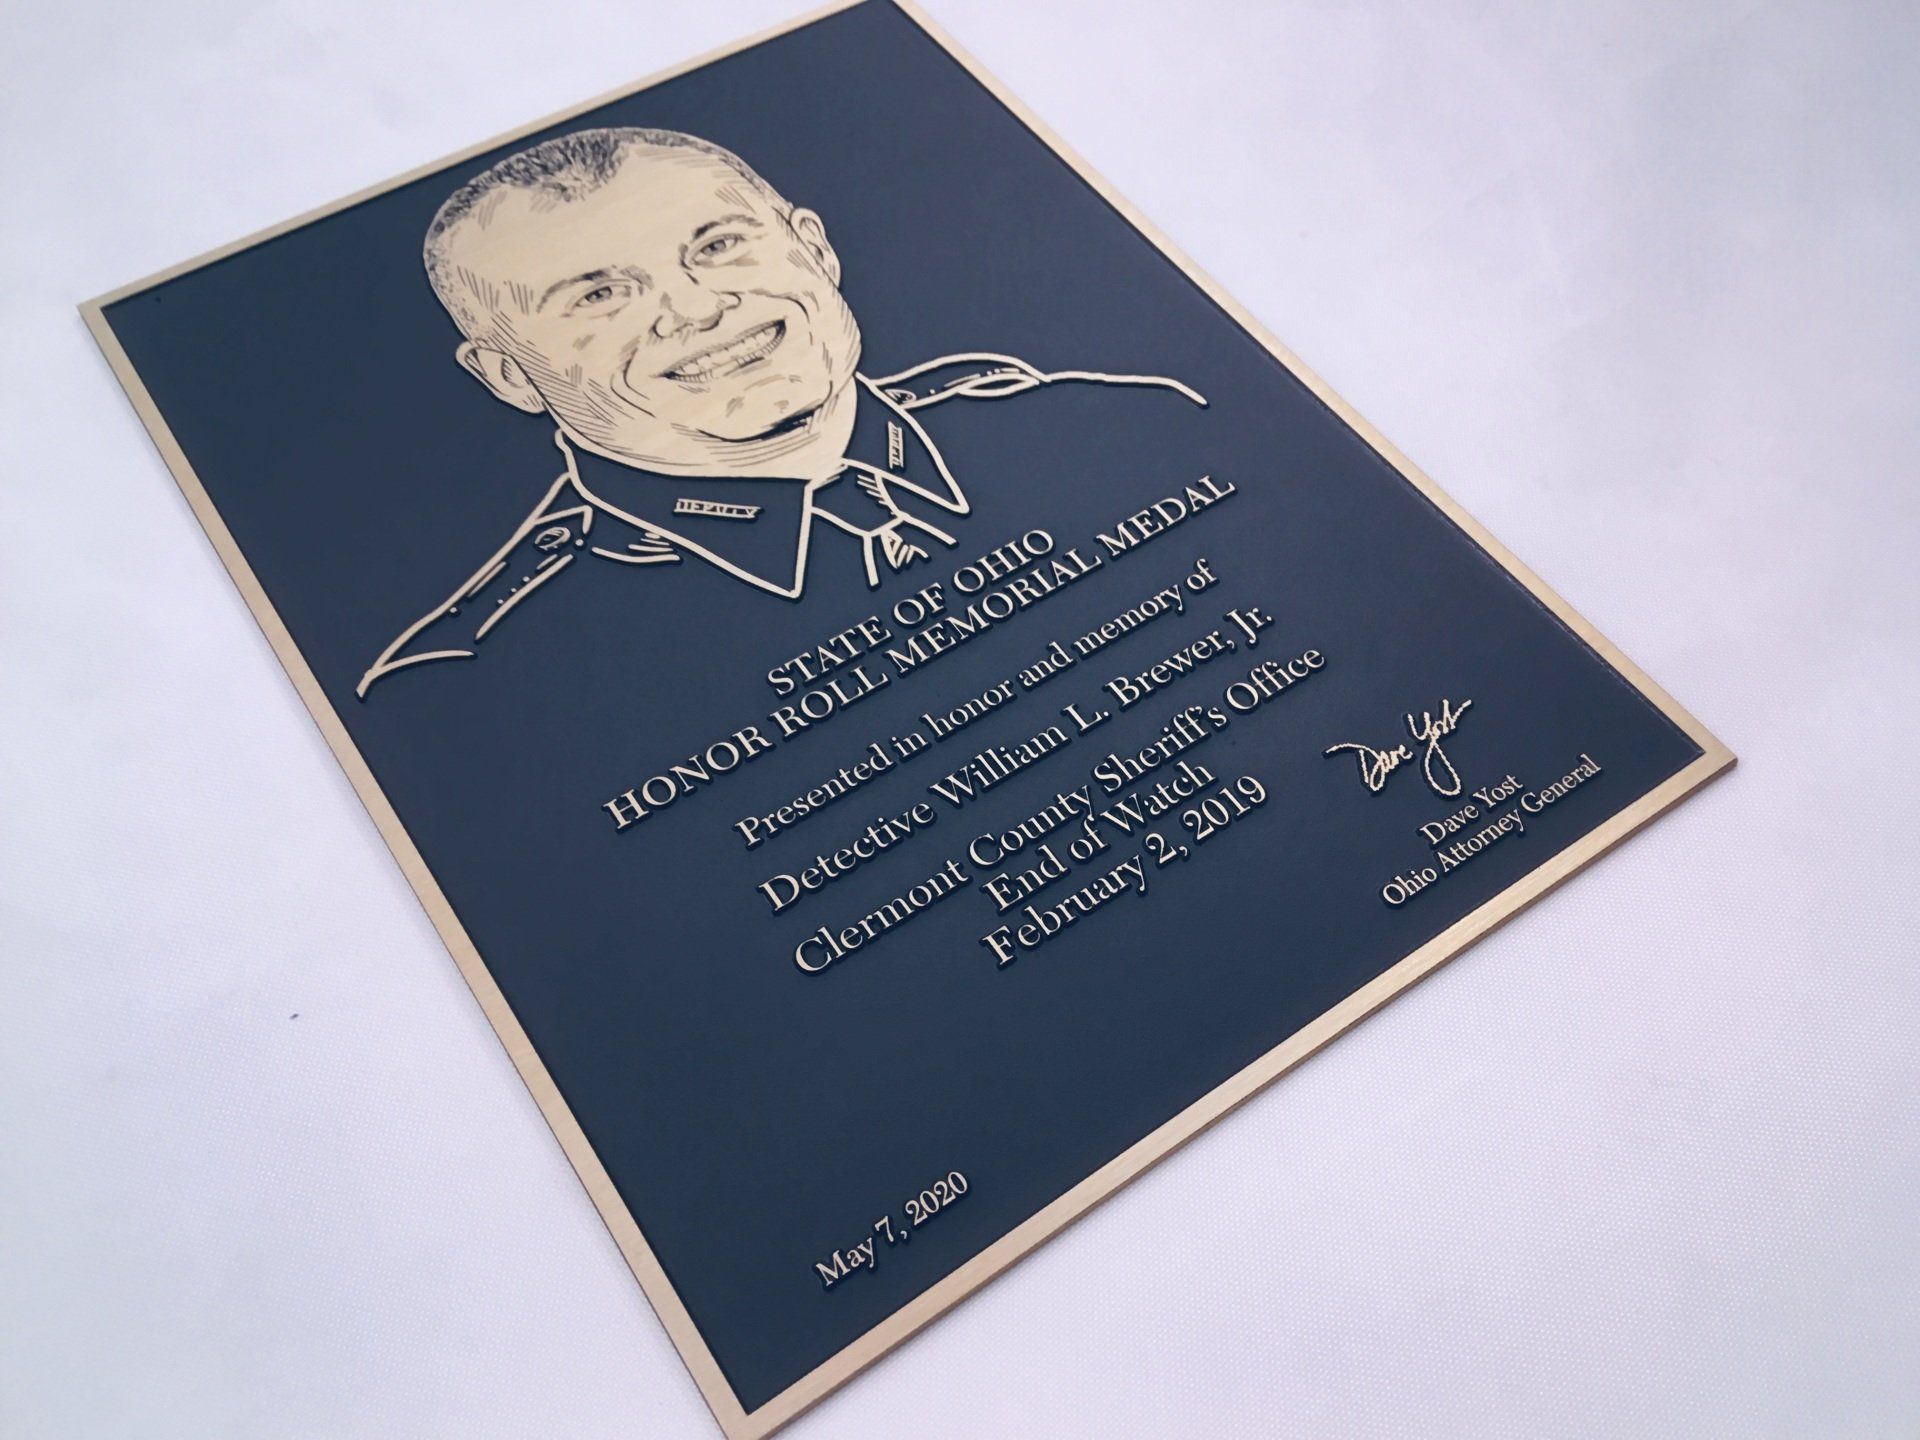 DEPUTY
STATE OF OHIO
HONOR ROLL MEMORIAL MEDAL
Presented in honor and memory of
Detective William L. Brewer, Jr.
Clermont County Sheriff's Office
End of Watch
February 2, 2019
Dave Yost
Dave Yost
Ohio Attorney General
May 7, 2020